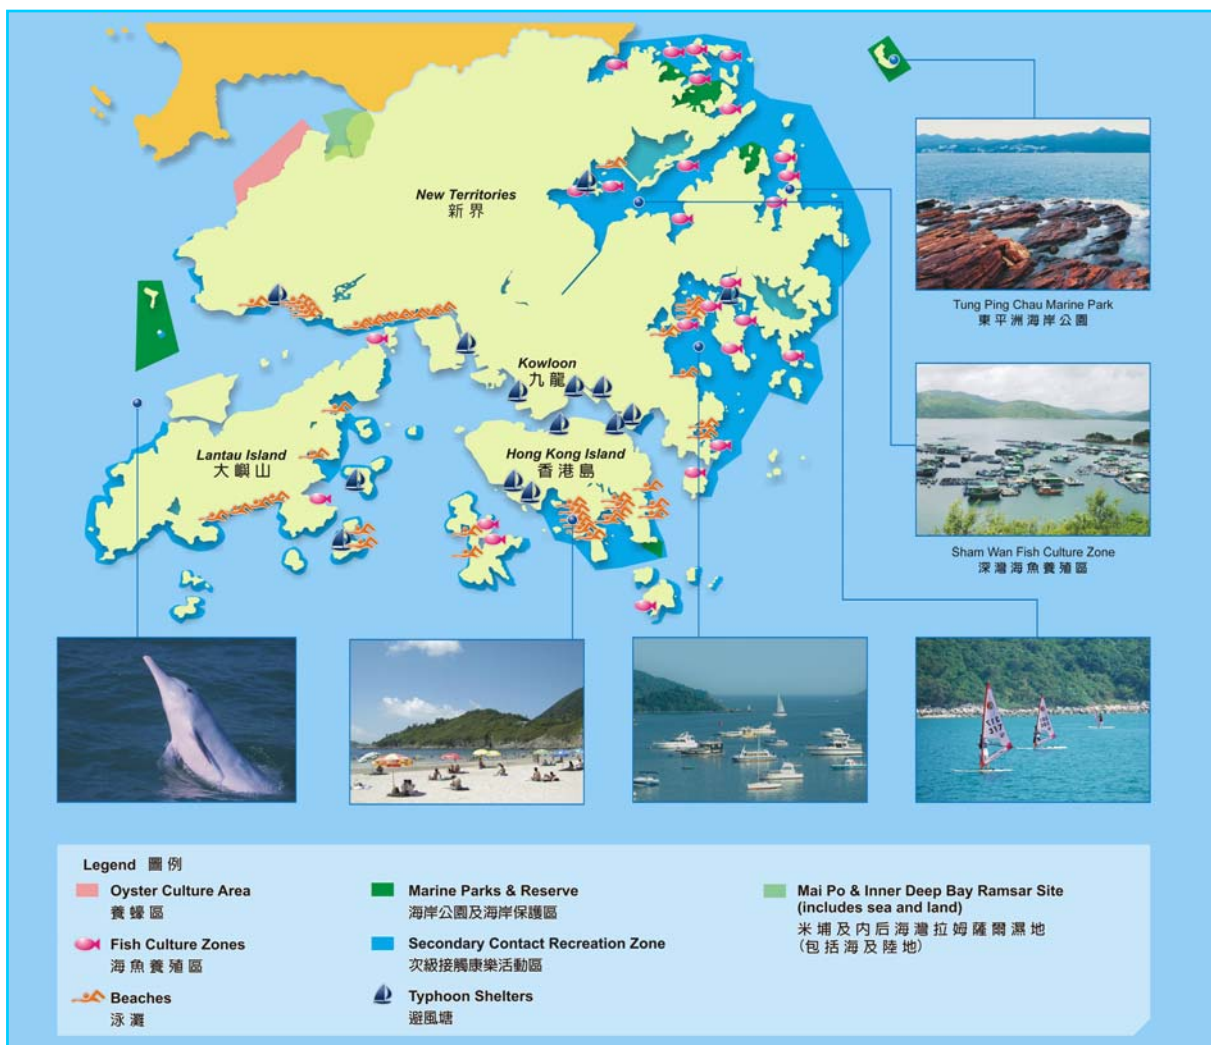 New Territories
新界
Kowloon
九龍
Lantau Island
大嶼山
Hong Kong Island
香港島
Tung Ping Chau Marine Park
東平洲海岸公園
Sham Wan Fish Culture Zone
深灣海魚養殖區
Legend 圖例
Oyster Culture Area
養蠔區
Fish Culture Zones
海魚養殖區
Beaches
泳灘
Marine Parks & Reserve
海岸公園及海岸保護區
Secondary Contact Recreation Zone
次級接觸康樂活動區
Typhoon Shelters
避風塘
Mai Po & Inner Deep Bay Ramsar Site
(includes sea and land)
米埔及内后海灣拉姆薩爾濕地
(包括海及陸地)